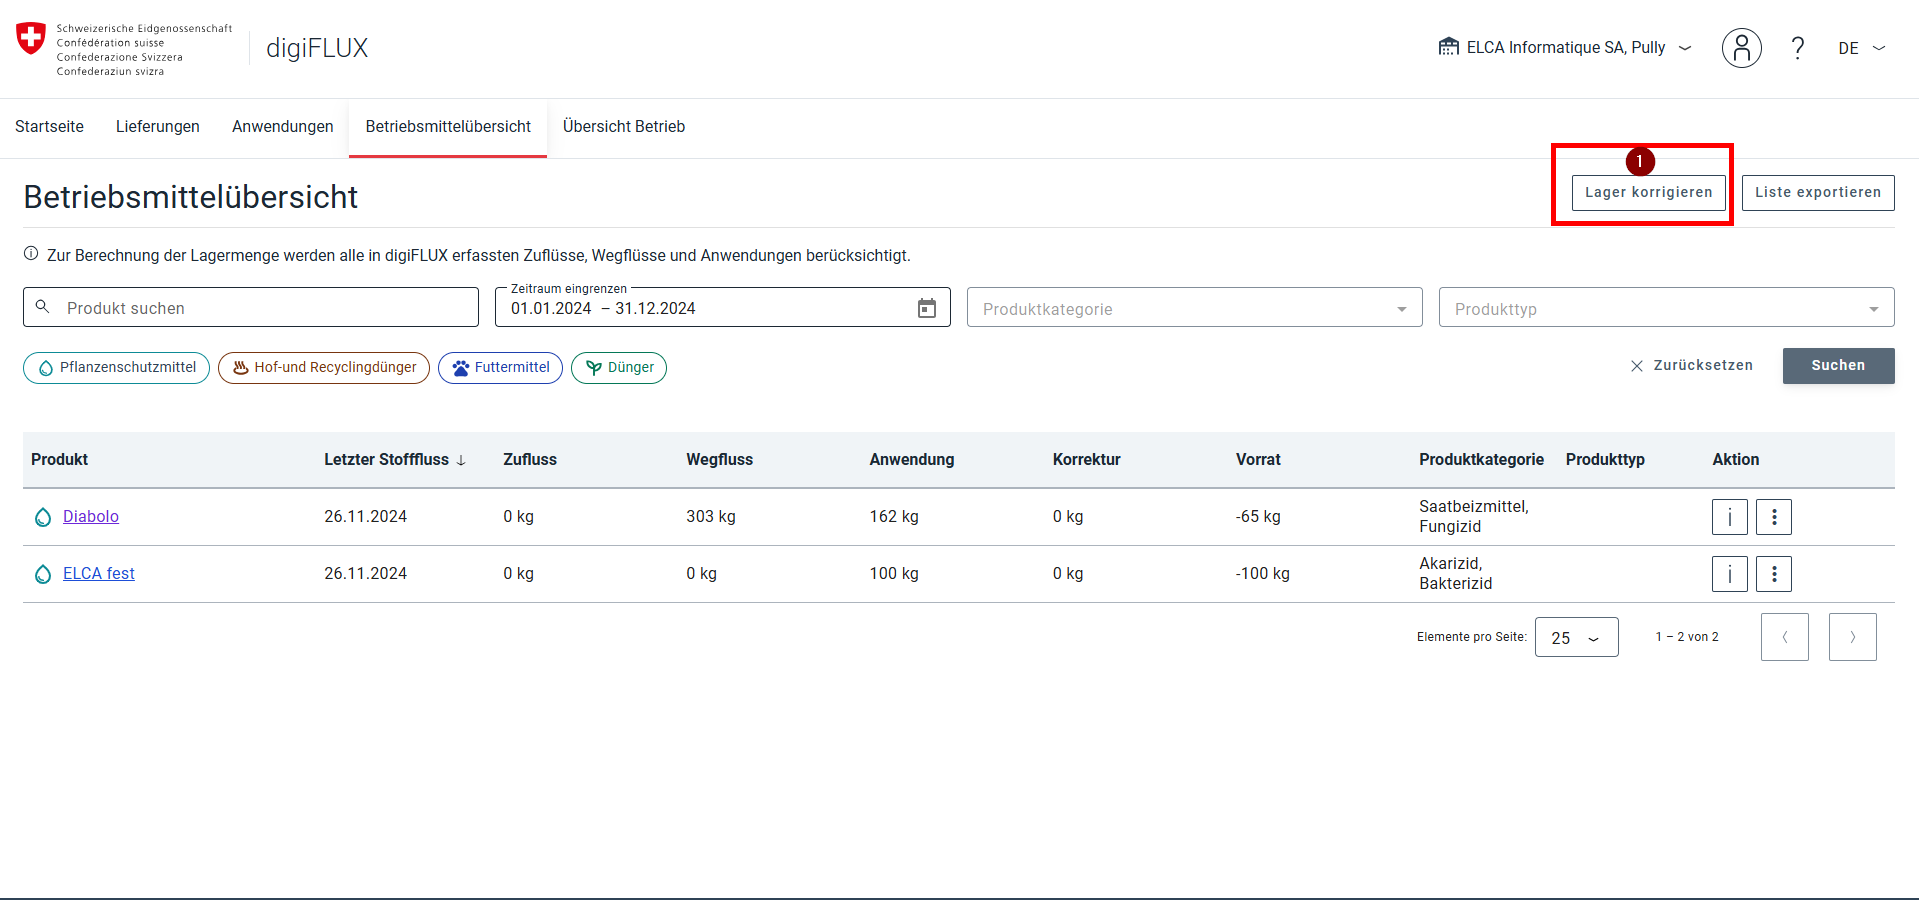 Schweizerische Eidgenossenschaft
Confédération suisse
Confederazione Svizzera
Confederaziun svizra
digiFLUX
ELCA Informatique SA, Pully
?
DE
Startseite
Lieferungen
Anwendungen
Betriebsmittelübersicht
Übersicht Betrieb
Betriebsmittelübersicht
1
Lager korrigieren
Liste exportieren
Zur Berechnung der Lagermenge werden alle in digiFLUX erfassten Zuflüsse, Wegflüsse und Anwendungen berücksichtigt.
Produkt suchen
Zeitraum eingrenzen
01.01.2024 – 31.12.2024
Produktkategorie
Produkttyp
Pflanzenschutzmittel
Hof-und Recyclingdünger
Futtermittel
Dünger
Zurücksetzen
Suchen
Produkt Letzter Stofffluss ↓ Zufluss Wegfluss Anwendung Korrektur Vorrat Produktkategorie Produkttyp Aktion
Diabolo 26.11.2024 0 kg 303 kg 162 kg 0 kg -65 kg Saatbeizmittel,
Fungizid
ELCA fest 26.11.2024 0 kg 0 kg 100 kg 0 kg -100 kg Akarizid,
Bakterizid
Elemente pro Seite: 25 1 – 2 von 2